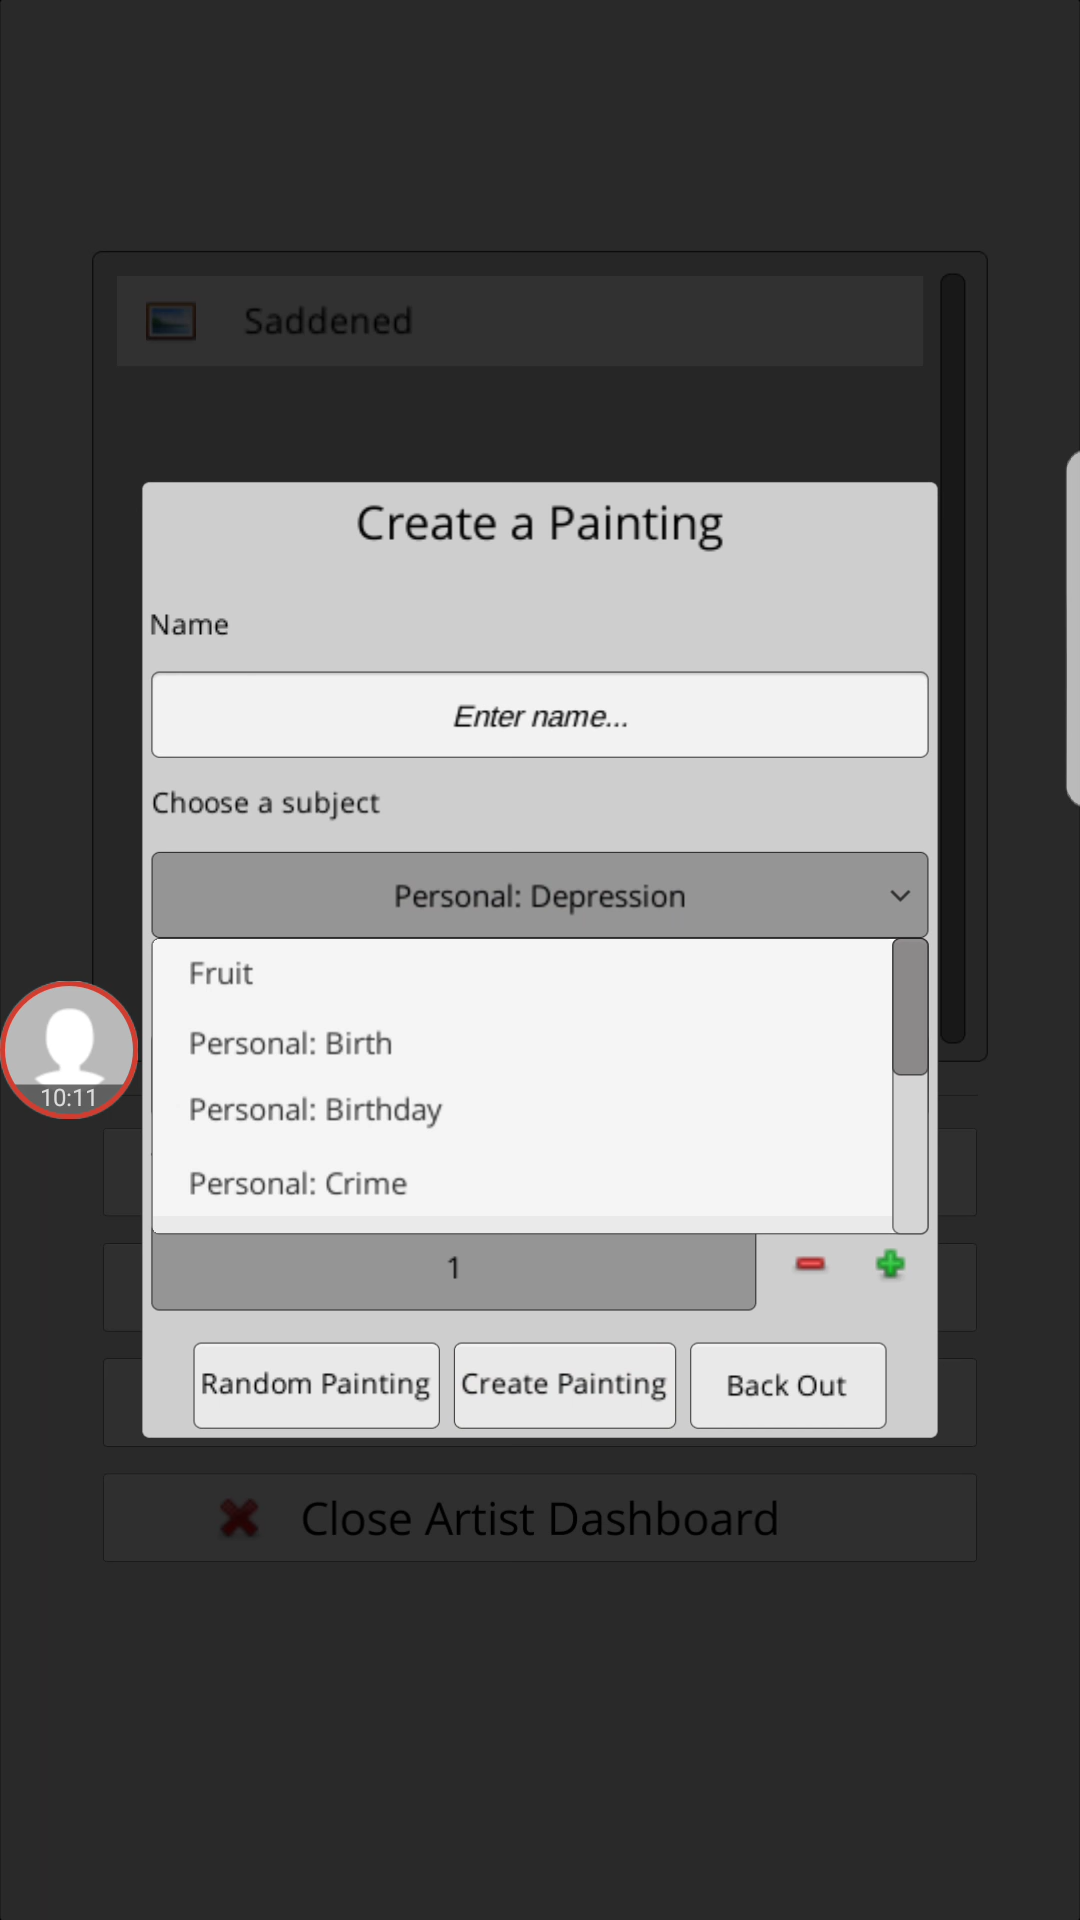 Saddened
Create a Painting
Name
Enter name...
Choose a subject
Personal: Depression
Fruit
Personal: Birth
Personal: Birthday
Personal: Crime
10:11
1
Random Painting
Create Painting
Back Out
Close Artist Dashboard